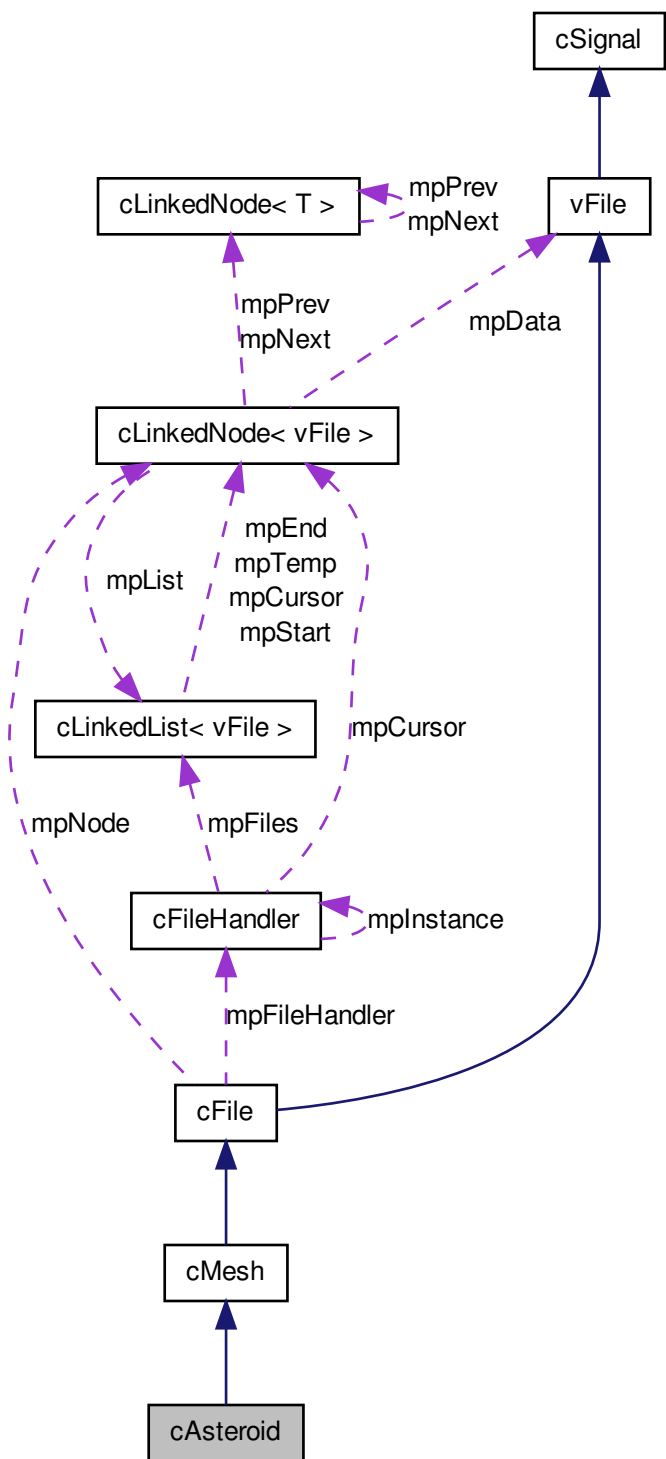 cSignal
cLinkedNode< T >
mpPrev
mpNext
vFile
mpPrev
mpNext
mpData
cLinkedNode< vFile >
mpEnd
mpTemp
mpCursor
mpStart
mpList
cLinkedList< vFile >
mpCursor
mpNode
mpFiles
cFileHandler
mpInstance
mpFileHandler
cFile
cMesh
cAsteroid